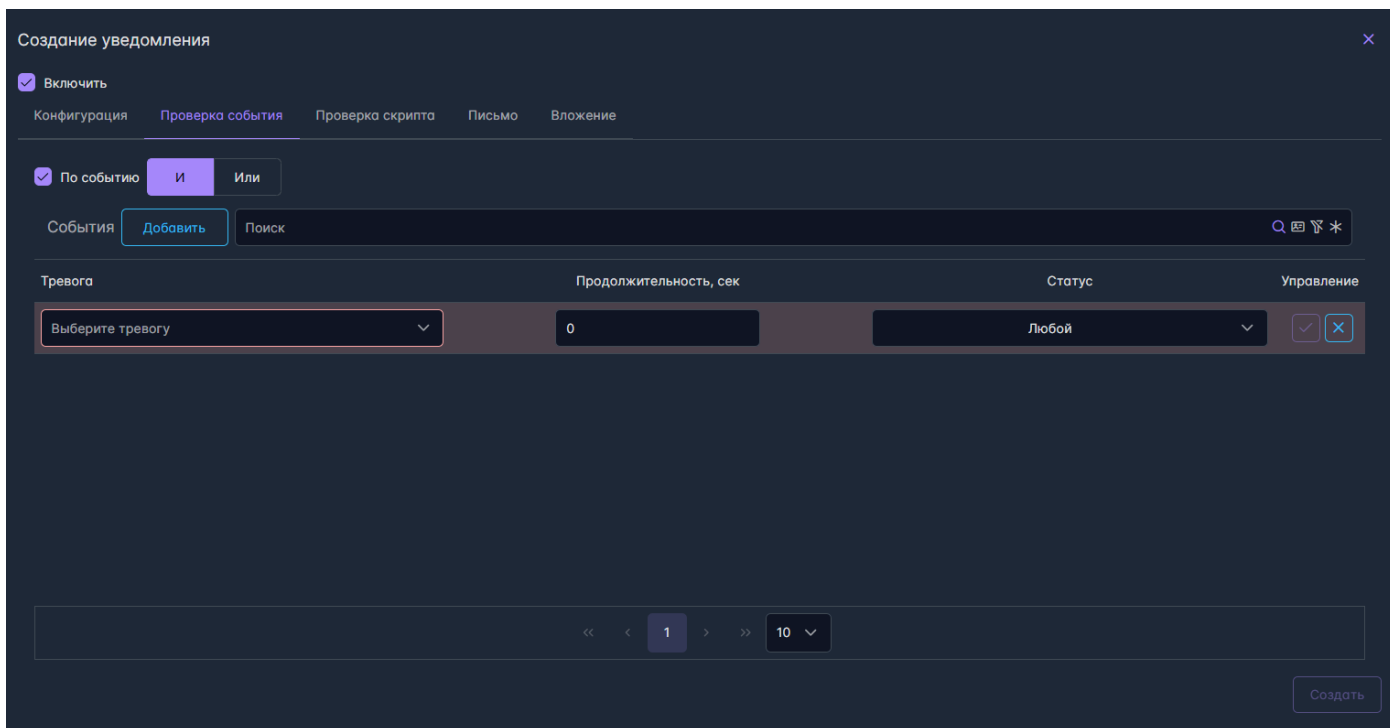 Создание уведомления
Включить
Конфигурация Проверка события Проверка скрипта Письмо Вложение
По событию И Или
События Добавить Поиск
Тревога Продолжительность, сек Статус Управление
Выберите тревогу 0 Любой
1 10
Создать